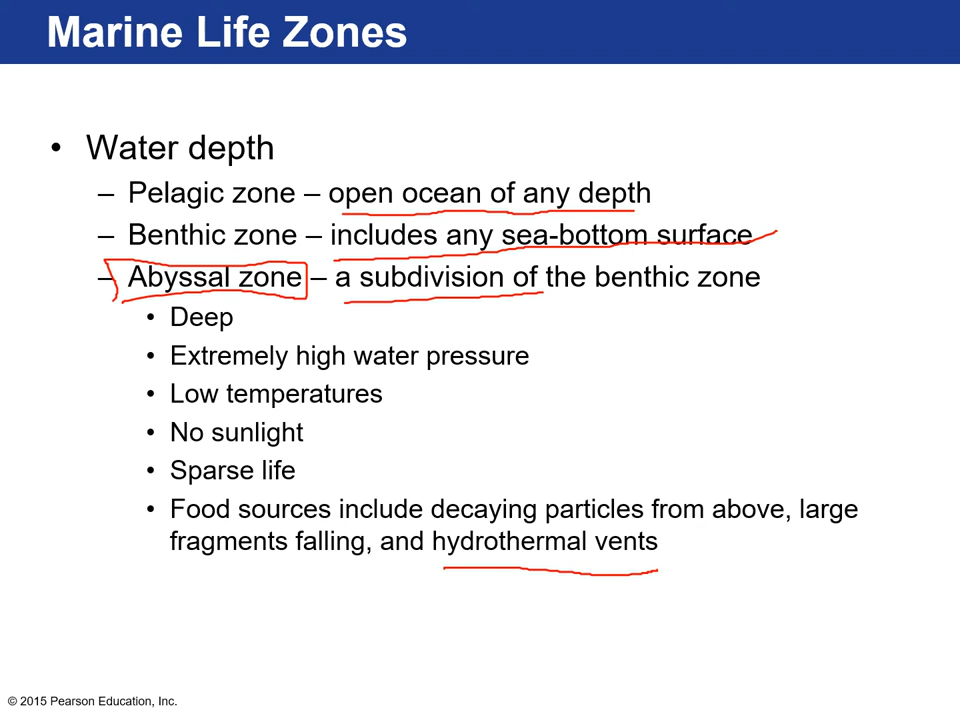 Marine Life Zones
• Water depth
– Pelagic zone – open ocean of any depth
– Benthic zone – includes any sea-bottom surface
– Abyssal zone – a subdivision of the benthic zone
• Deep
• Extremely high water pressure
• Low temperatures
• No sunlight
• Sparse life
• Food sources include decaying particles from above, large
fragments falling, and hydrothermal vents
© 2015 Pearson Education, Inc.